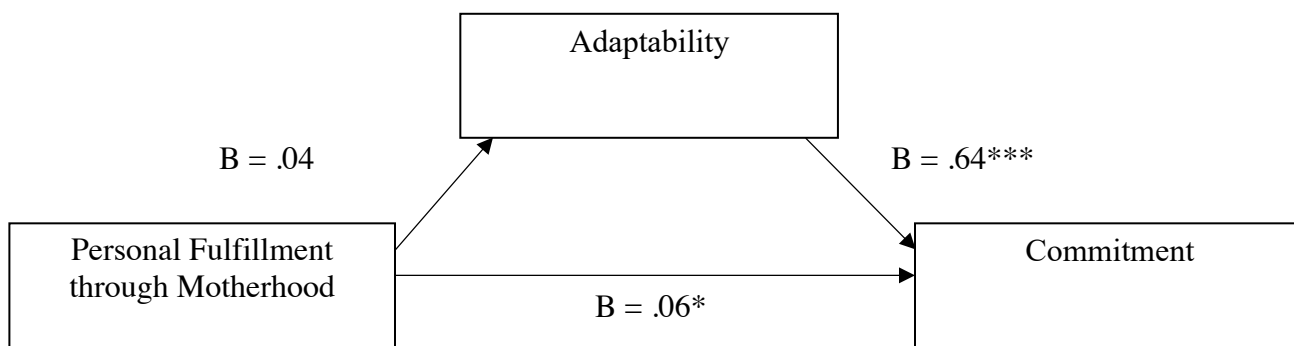 Adaptability
B = .04
B = .64***
Personal Fulfillment
through Motherhood
Commitment
B = .06*